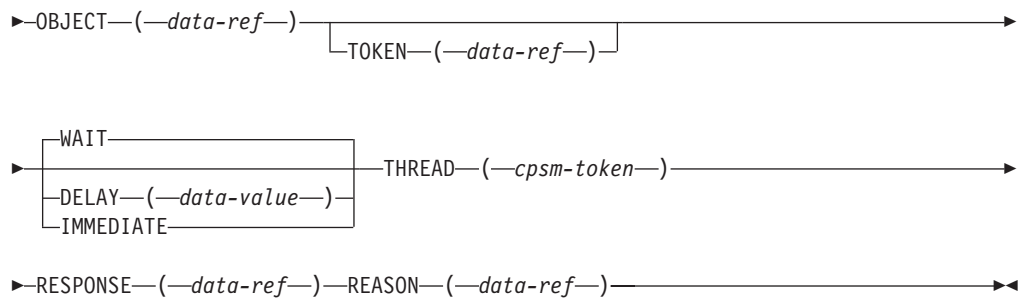 OBJECT ( data-ref )
TOKEN ( data-ref )
WAIT
THREAD ( cpsm-token )
DELAY ( data-value )
IMMEDIATE
RESPONSE ( data-ref ) REASON ( data-ref )